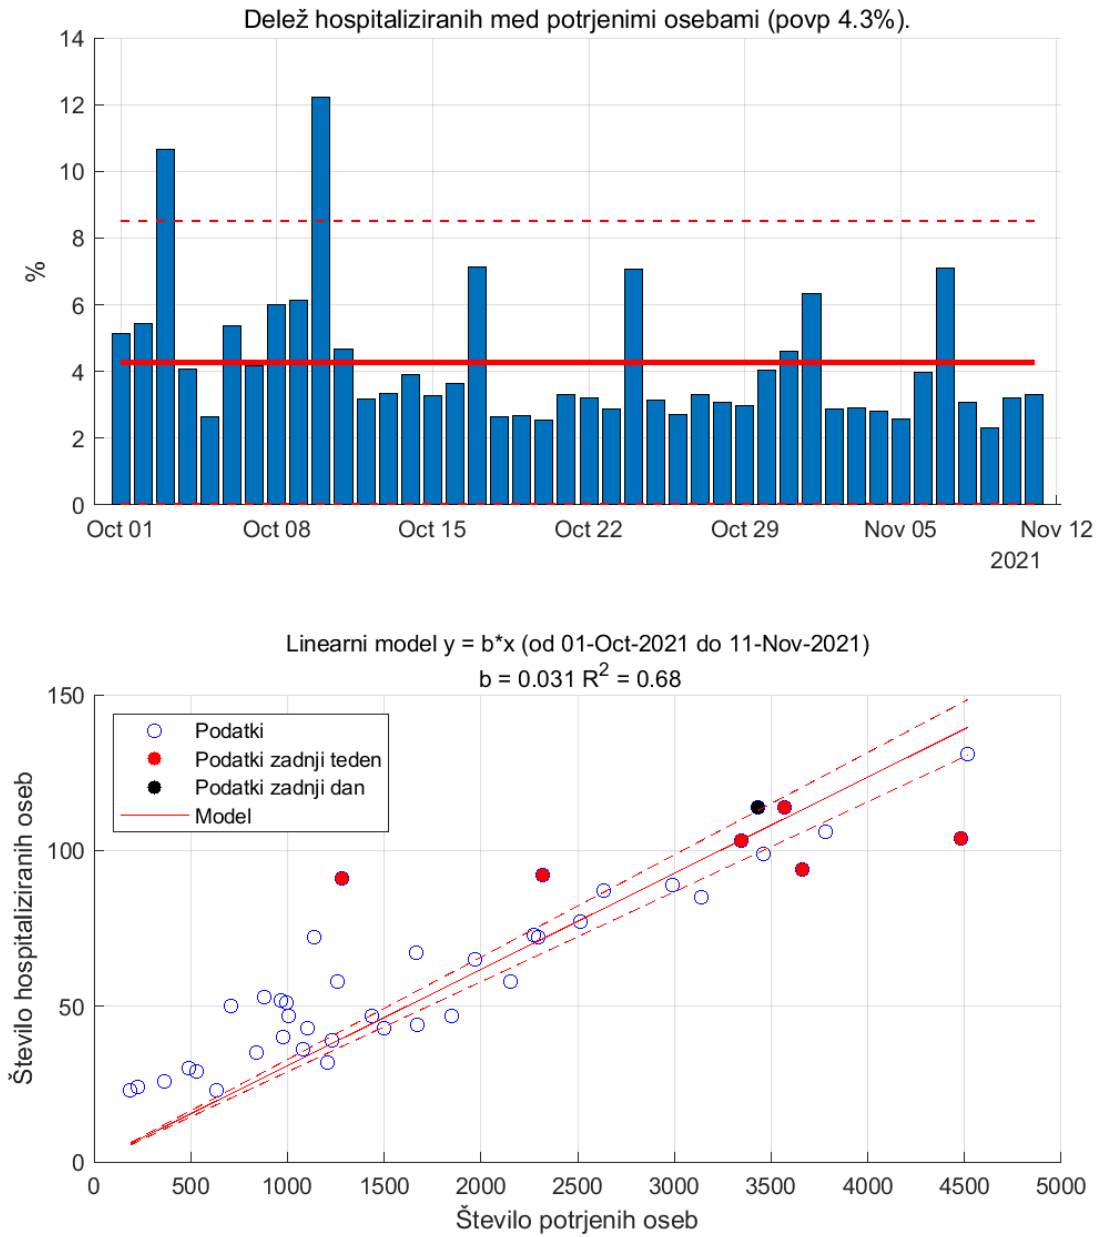 Delež hospitaliziranih med potrjenimi osebami (povp 4.3%).
14
12
10
8
6
4
2
0
%
Oct 01 Oct 08 Oct 15 Oct 22 Oct 29 Nov 05 Nov 12
2021
Linearni model y = b*x (od 01-Oct-2021 do 11-Nov-2021)
b = 0.031 R² = 0.68
150
100
50
0
Število hospitaliziranih oseb
Podatki
Podatki zadnji teden
Podatki zadnji dan
Model
0 500 1000 1500 2000 2500 3000 3500 4000 4500 5000
Število potrjenih oseb